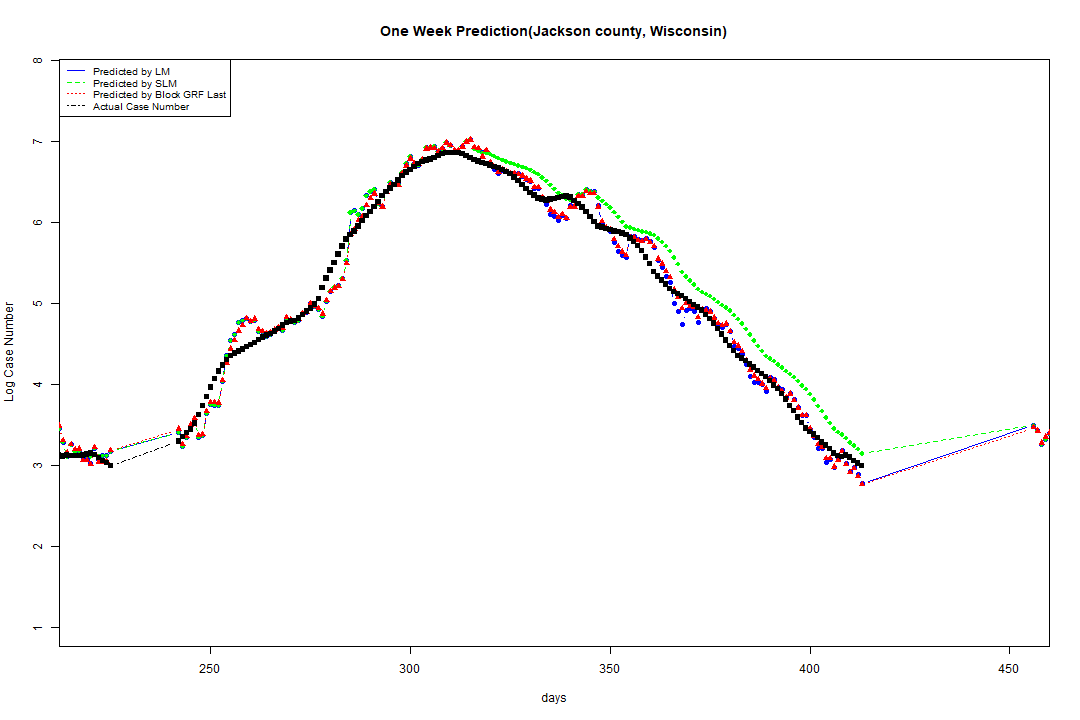 One Week Prediction(Jackson county, Wisconsin)
Predicted by LM
Predicted by SLM
Predicted by Block GRF Last
Actual Case Number
Log Case Number
8
7
6
5
4
3
2
1
250 300 350 400 450
days